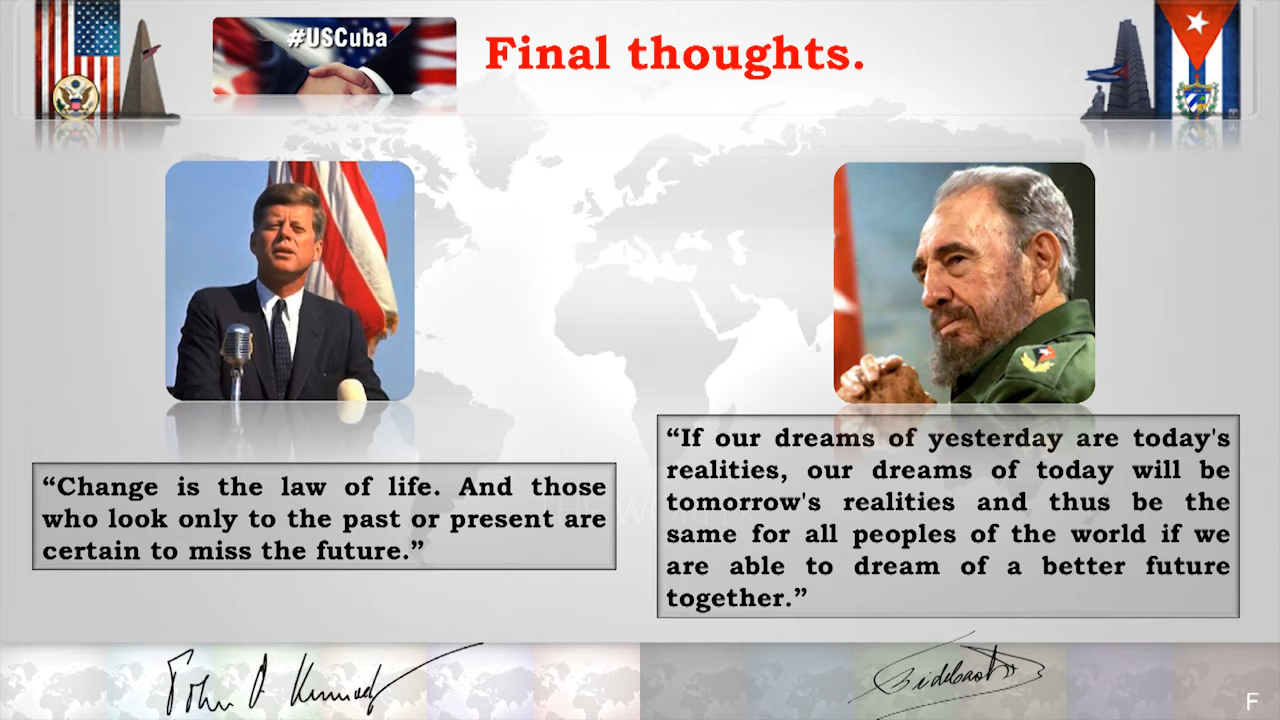 #USCuba
Final thoughts.
“Change is the law of life. And those
who look only to the past or present are
certain to miss the future.”
“If our dreams of yesterday are today's
realities, our dreams of today will be
tomorrow's realities and thus be the
same for all peoples of the world if we
are able to dream of a better future
together.”
F